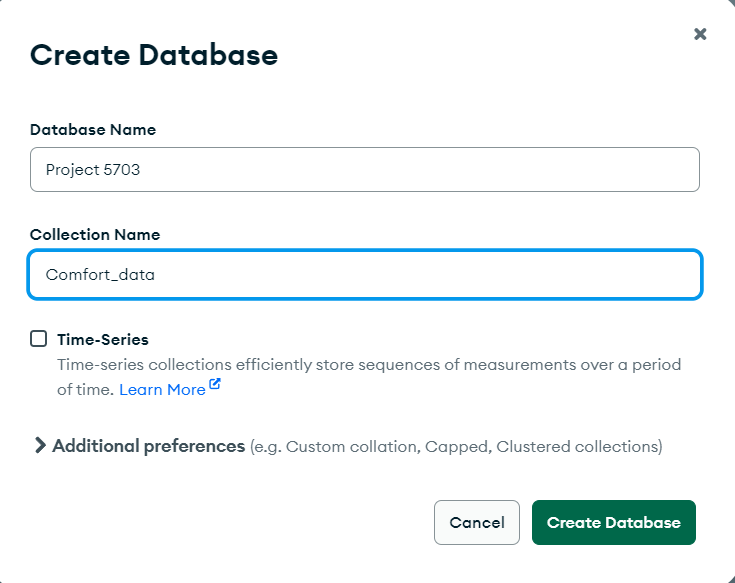 Create Database
Database Name
Project 5703
Collection Name
Comfort_data
Time-Series
Time-series collections efficiently store sequences of measurements over a period
of time. Learn More
Additional preferences (e.g. Custom collation, Capped, Clustered collections)
Cancel
Create Database